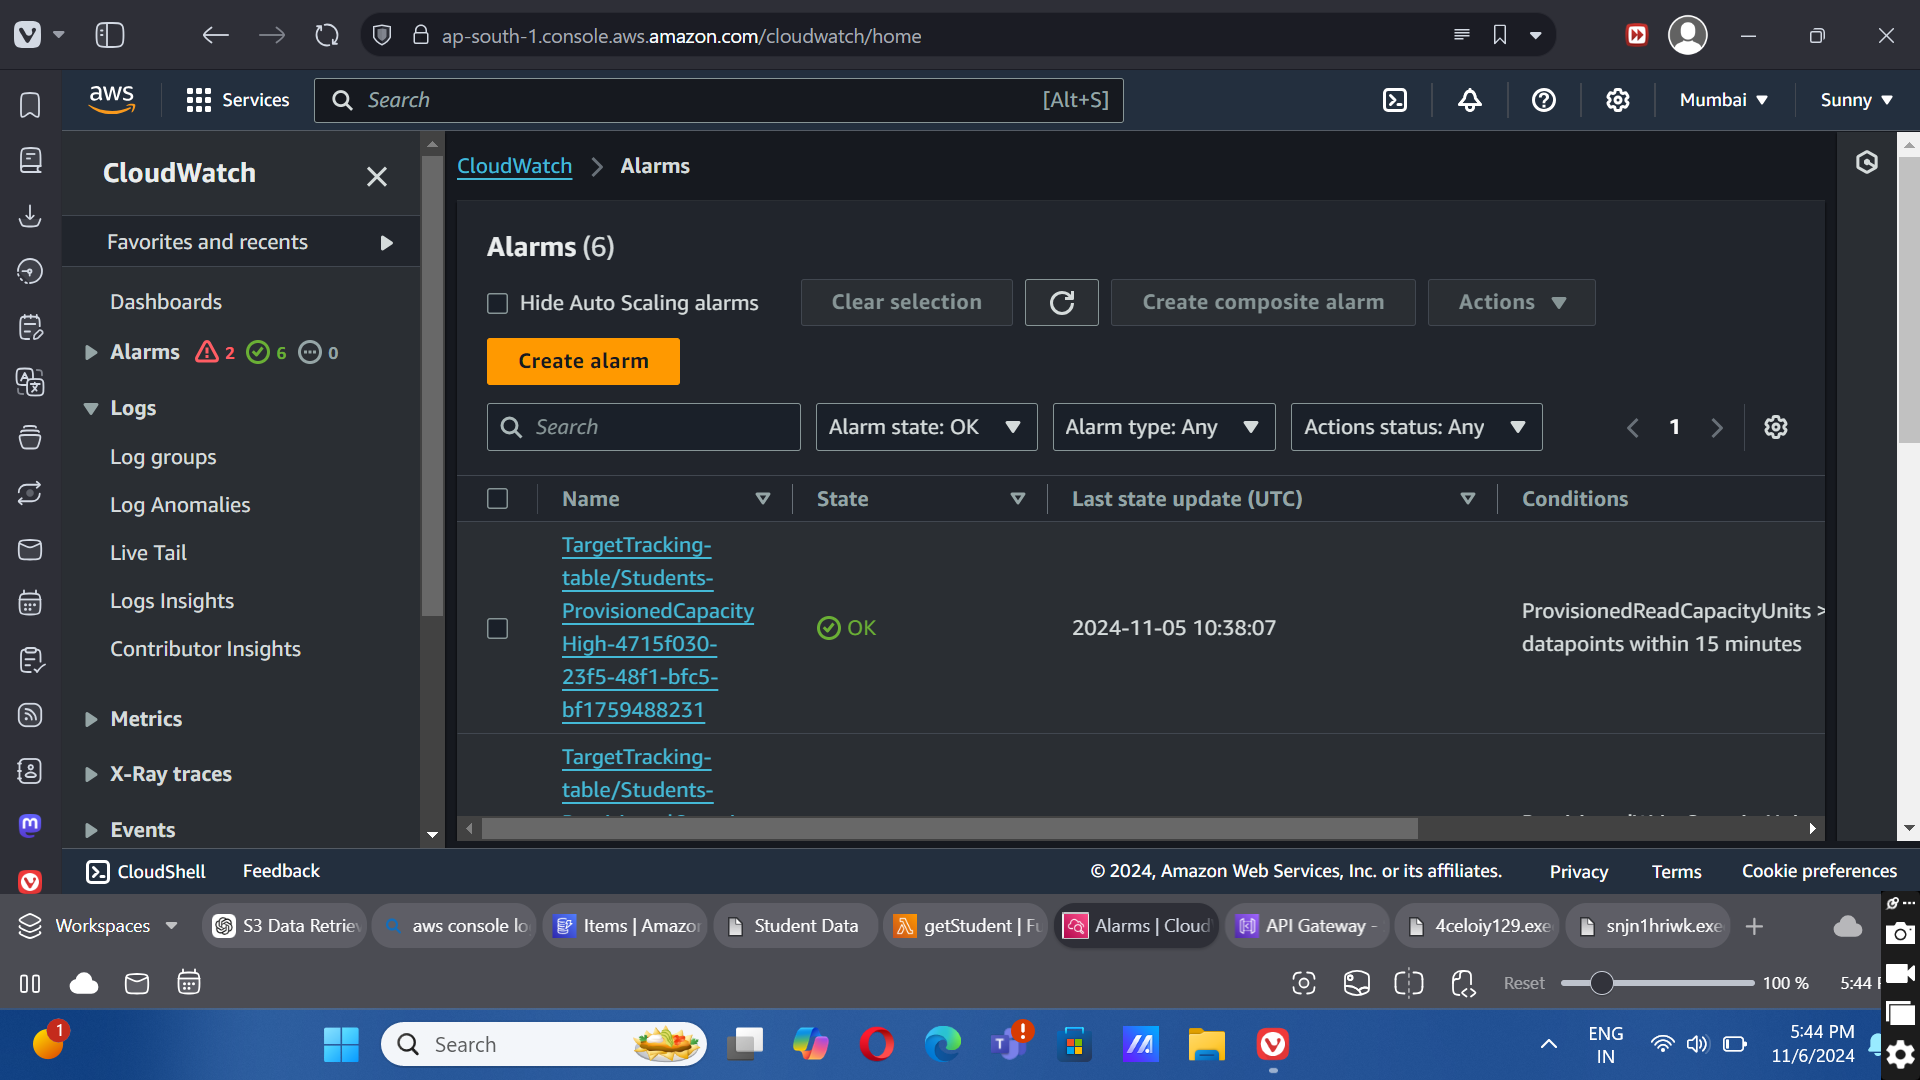 ap-south-1.console.aws.amazon.com/cloudwatch/home
aws
Services
Search
[Alt+S]
Mumbai
Sunny
CloudWatch
Favorites and recents
Dashboards
Alarms 2 6 0
Logs
Log groups
Log Anomalies
Live Tail
Logs Insights
Contributor Insights
Metrics
X-Ray traces
Events
CloudWatch > Alarms
Alarms (6)
Hide Auto Scaling alarms
Clear selection
Create composite alarm
Actions
Create alarm
Search
Alarm state: OK
Alarm type: Any
Actions status: Any
1
Name
State
Last state update (UTC)
Conditions
TargetTracking-
table/Students-
ProvisionedCapacity
High-4715f030-
23f5-48f1-bfc5-
bf1759488231
OK
2024-11-05 10:38:07
ProvisionedReadCapacityUnits >
datapoints within 15 minutes
TargetTracking-
table/Students-
CloudShell
Feedback
© 2024, Amazon Web Services, Inc. or its affiliates.
Privacy
Terms
Cookie preferences
Workspaces
S3 Data Retriev
aws console lo
Items | Amazon
Student Data
getStudent | Fu
Alarms | Cloud
API Gateway -
4celoiy129.exe
snjn1hriwk.exe
Reset
100 %
5:44
1
Search
ENG
IN
5:44 PM
11/6/2024